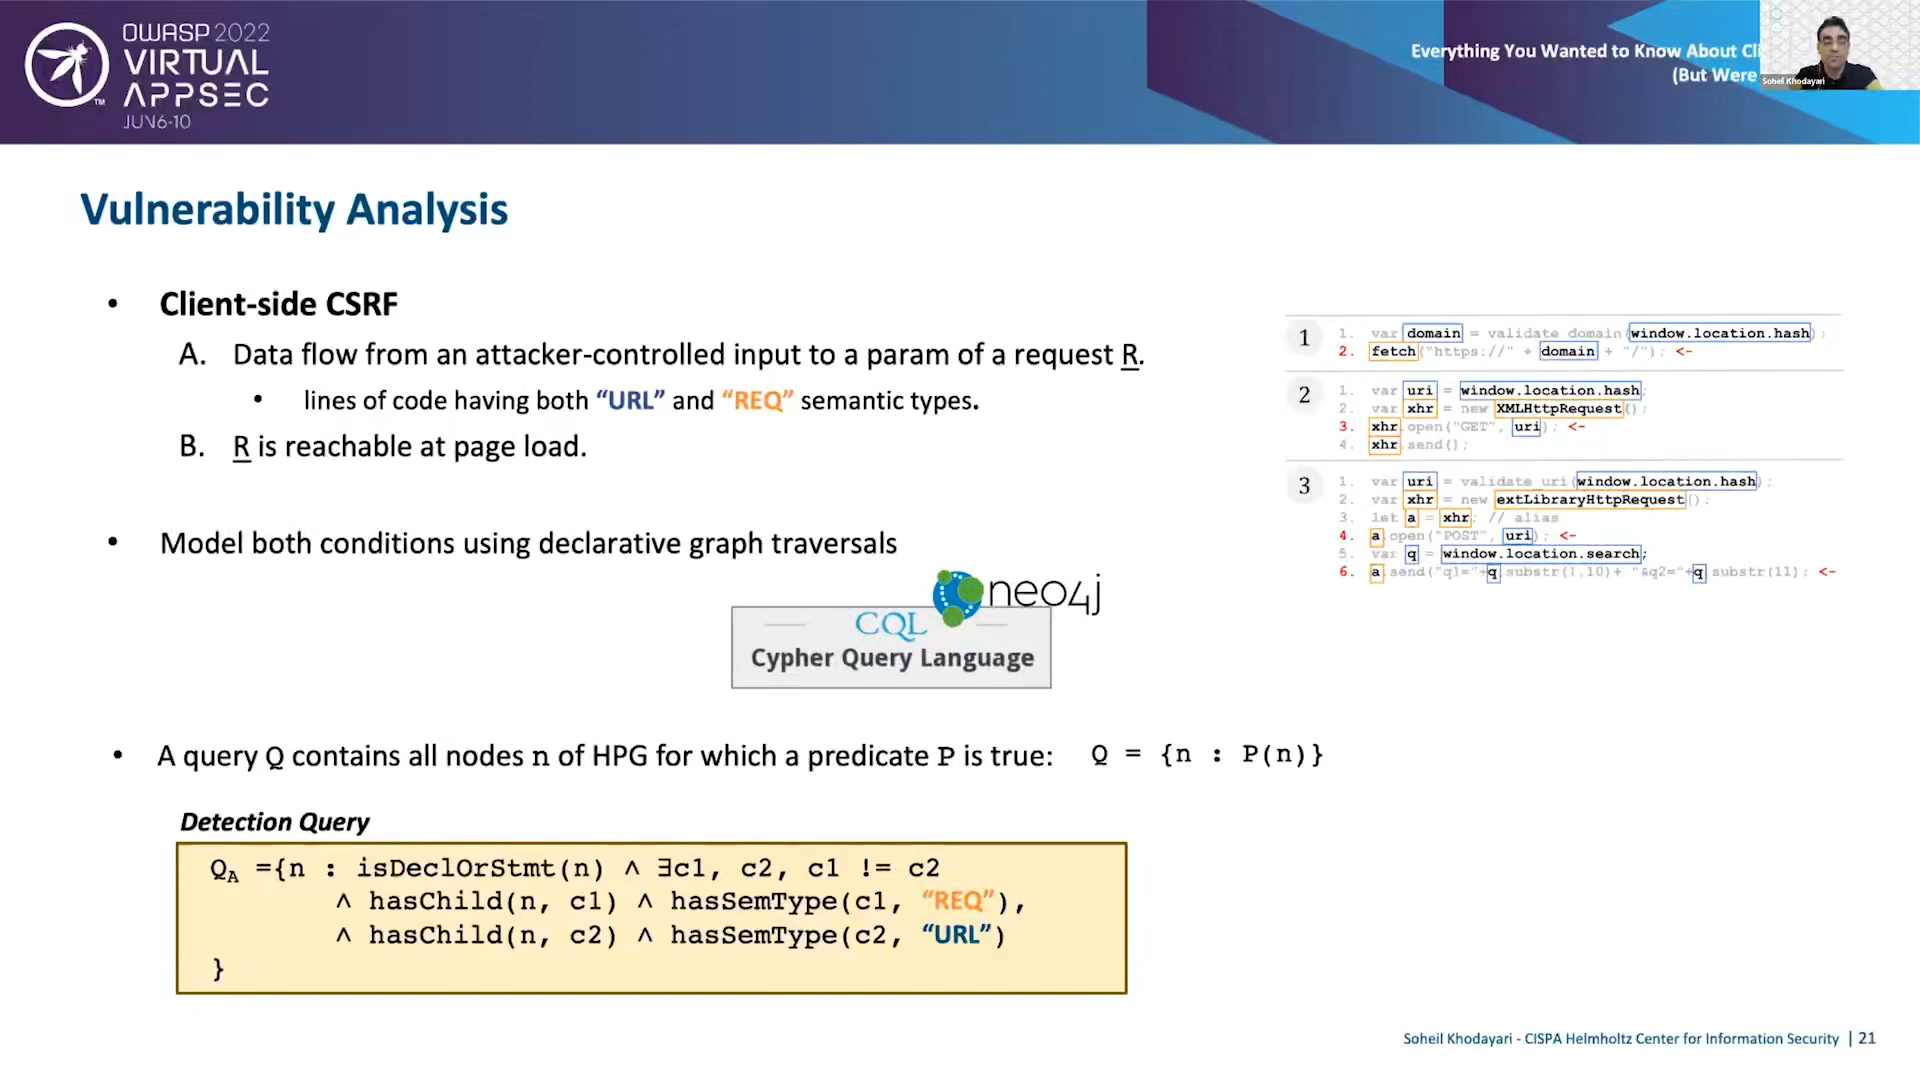 OWASP 2022
VIRTUAL
APPSEC
JUN6-10
TM
Everything You Wanted to Know About Cli
(But Were
Soheil Khodayari
Vulnerability Analysis
• Client-side CSRF
A. Data flow from an attacker-controlled input to a param of a request R.
• lines of code having both “URL” and “REQ” semantic types.
B. R is reachable at page load.
1
1. var domain = validate_domain(window.location.hash);
2. fetch("https://" + domain + "/"); <-
2
1. var uri = window.location.hash;
2. var xhr = new XMLHttpRequest();
3. xhr.open("GET", uri); <-
4. xhr.send();
3
1. var uri = validate_uri(window.location.hash);
2. var xhr = new extLibraryHttpRequest();
3. let a = xhr; // alias
4. a.open("POST", uri); <-
5. var q = window.location.search;
6. a.send("q1="+q.substr(1,10)+ "&q2="+q.substr(11); <-
• Model both conditions using declarative graph traversals
neo4j
CQL
Cypher Query Language
• A query Q contains all nodes n of HPG for which a predicate P is true: Q = {n : P(n)}
Detection Query
QA ={n : isDeclOrStmt(n) ∧ ∃c1, c2, c1 != c2
∧ hasChild(n, c1) ∧ hasSemType(c1, “REQ”),
∧ hasChild(n, c2) ∧ hasSemType(c2, “URL”)
}
Soheil Khodayari - CISPA Helmholtz Center for Information Security | 21